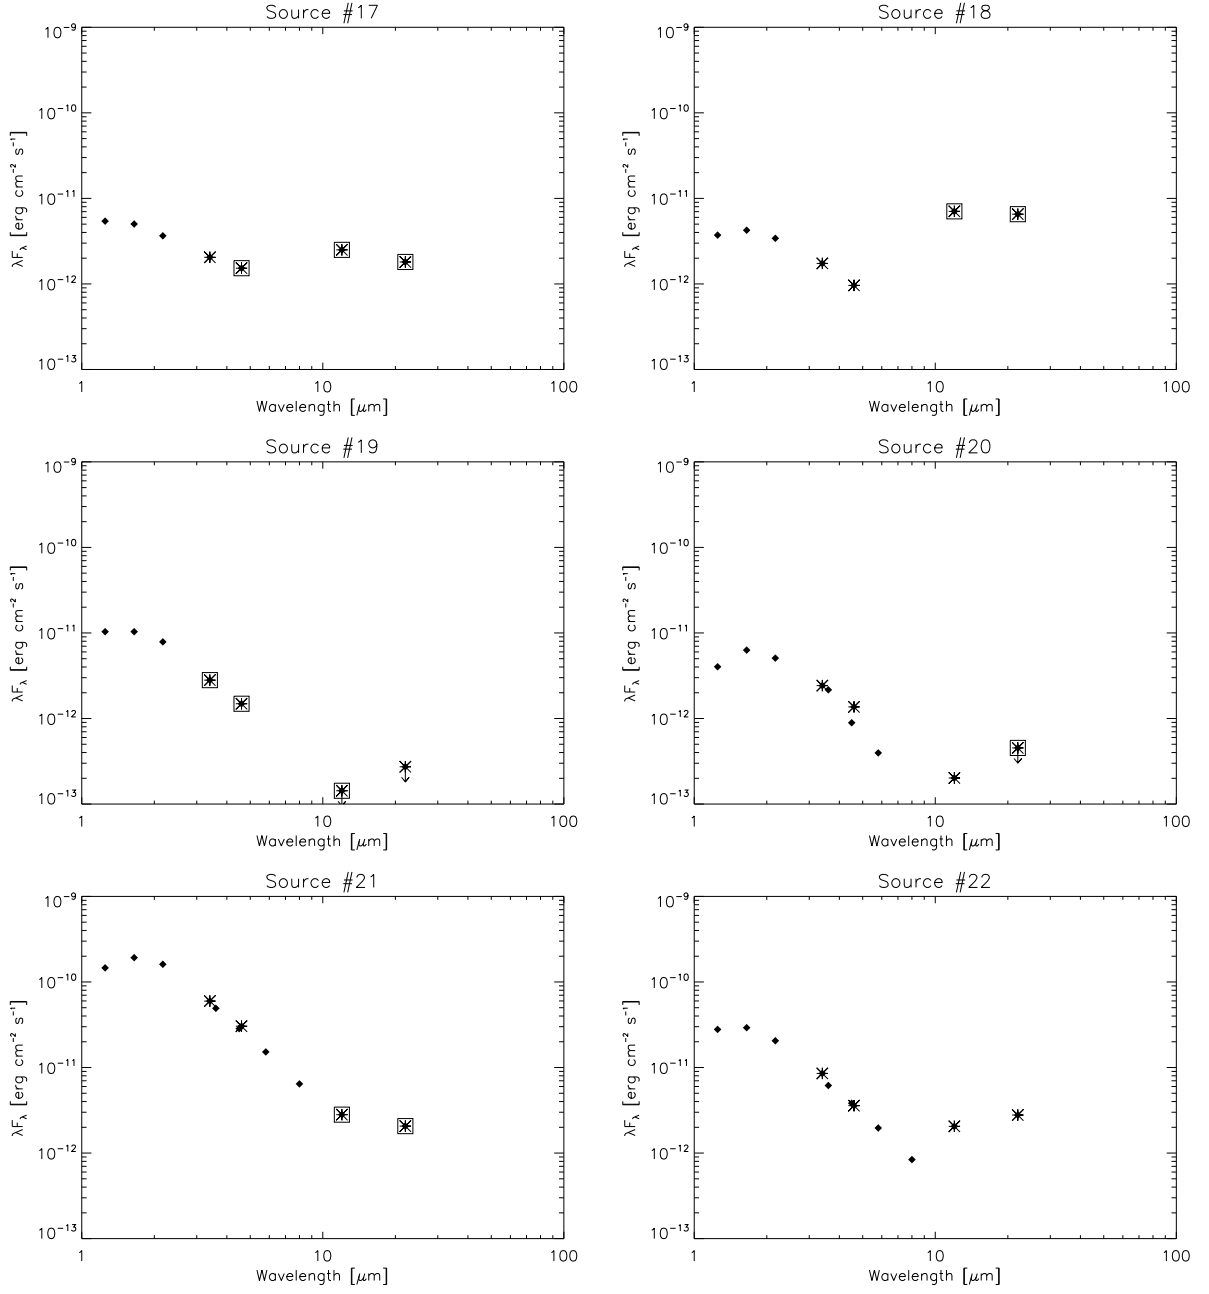 Source #17
10⁻⁹
10⁻¹⁰
10⁻¹¹
10⁻¹²
10⁻¹³
λFλ [erg cm⁻² s⁻¹]
1 10 100
Wavelength [μm]
Source #18
10⁻⁹
10⁻¹⁰
10⁻¹¹
10⁻¹²
10⁻¹³
λFλ [erg cm⁻² s⁻¹]
1 10 100
Wavelength [μm]
Source #19
10⁻⁹
10⁻¹⁰
10⁻¹¹
10⁻¹²
10⁻¹³
λFλ [erg cm⁻² s⁻¹]
1 10 100
Wavelength [μm]
Source #20
10⁻⁹
10⁻¹⁰
10⁻¹¹
10⁻¹²
10⁻¹³
λFλ [erg cm⁻² s⁻¹]
1 10 100
Wavelength [μm]
Source #21
10⁻⁹
10⁻¹⁰
10⁻¹¹
10⁻¹²
10⁻¹³
λFλ [erg cm⁻² s⁻¹]
1 10 100
Wavelength [μm]
Source #22
10⁻⁹
10⁻¹⁰
10⁻¹¹
10⁻¹²
10⁻¹³
λFλ [erg cm⁻² s⁻¹]
1 10 100
Wavelength [μm]